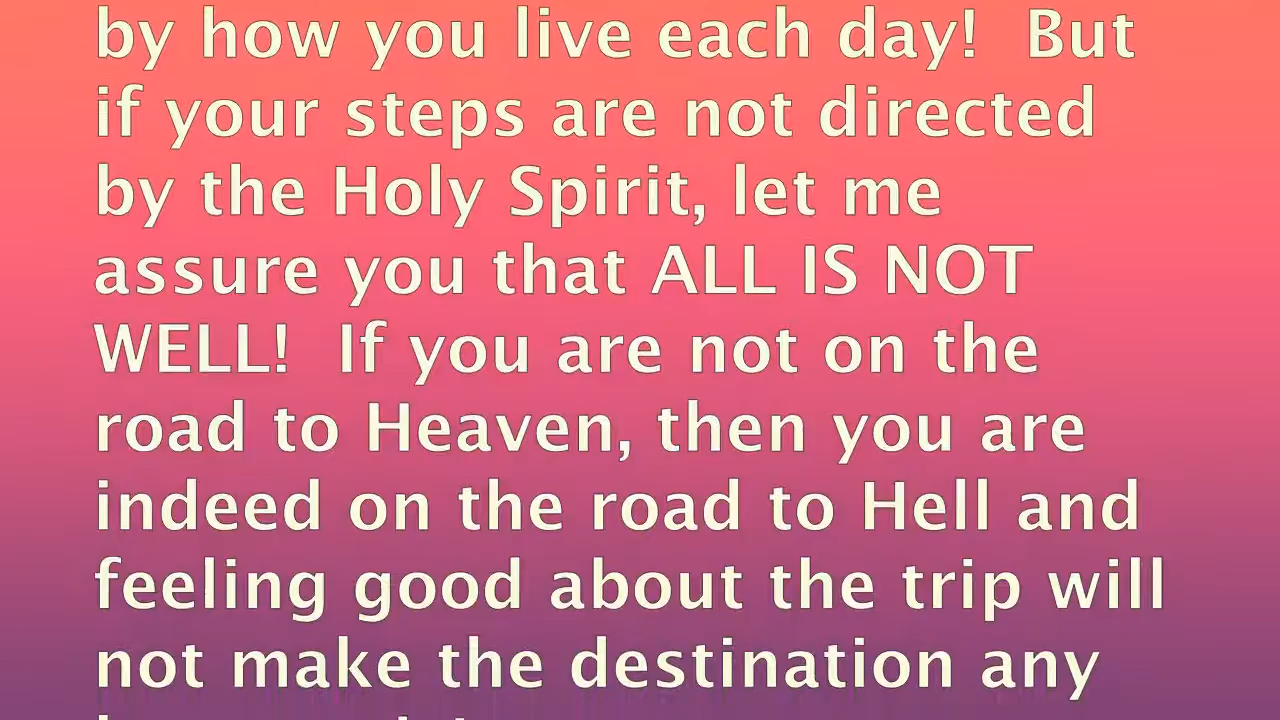 by how you live each day!  But
if your steps are not directed
by the Holy Spirit, let me
assure you that ALL IS NOT
WELL!  If you are not on the
road to Heaven, then you are
indeed on the road to Hell and
feeling good about the trip will
not make the destination any